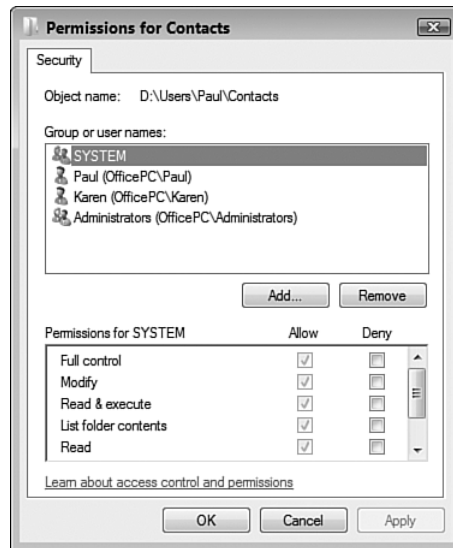 Permissions for Contacts
Security
Object name: D:\Users\Paul\Contacts
Group or user names:
SYSTEM
Paul (OfficePC\Paul)
Karen (OfficePC\Karen)
Administrators (OfficePC\Administrators)
Add... Remove
Permissions for SYSTEM Allow Deny
Full control
Modify
Read & execute
List folder contents
Read
Learn about access control and permissions
OK Cancel Apply